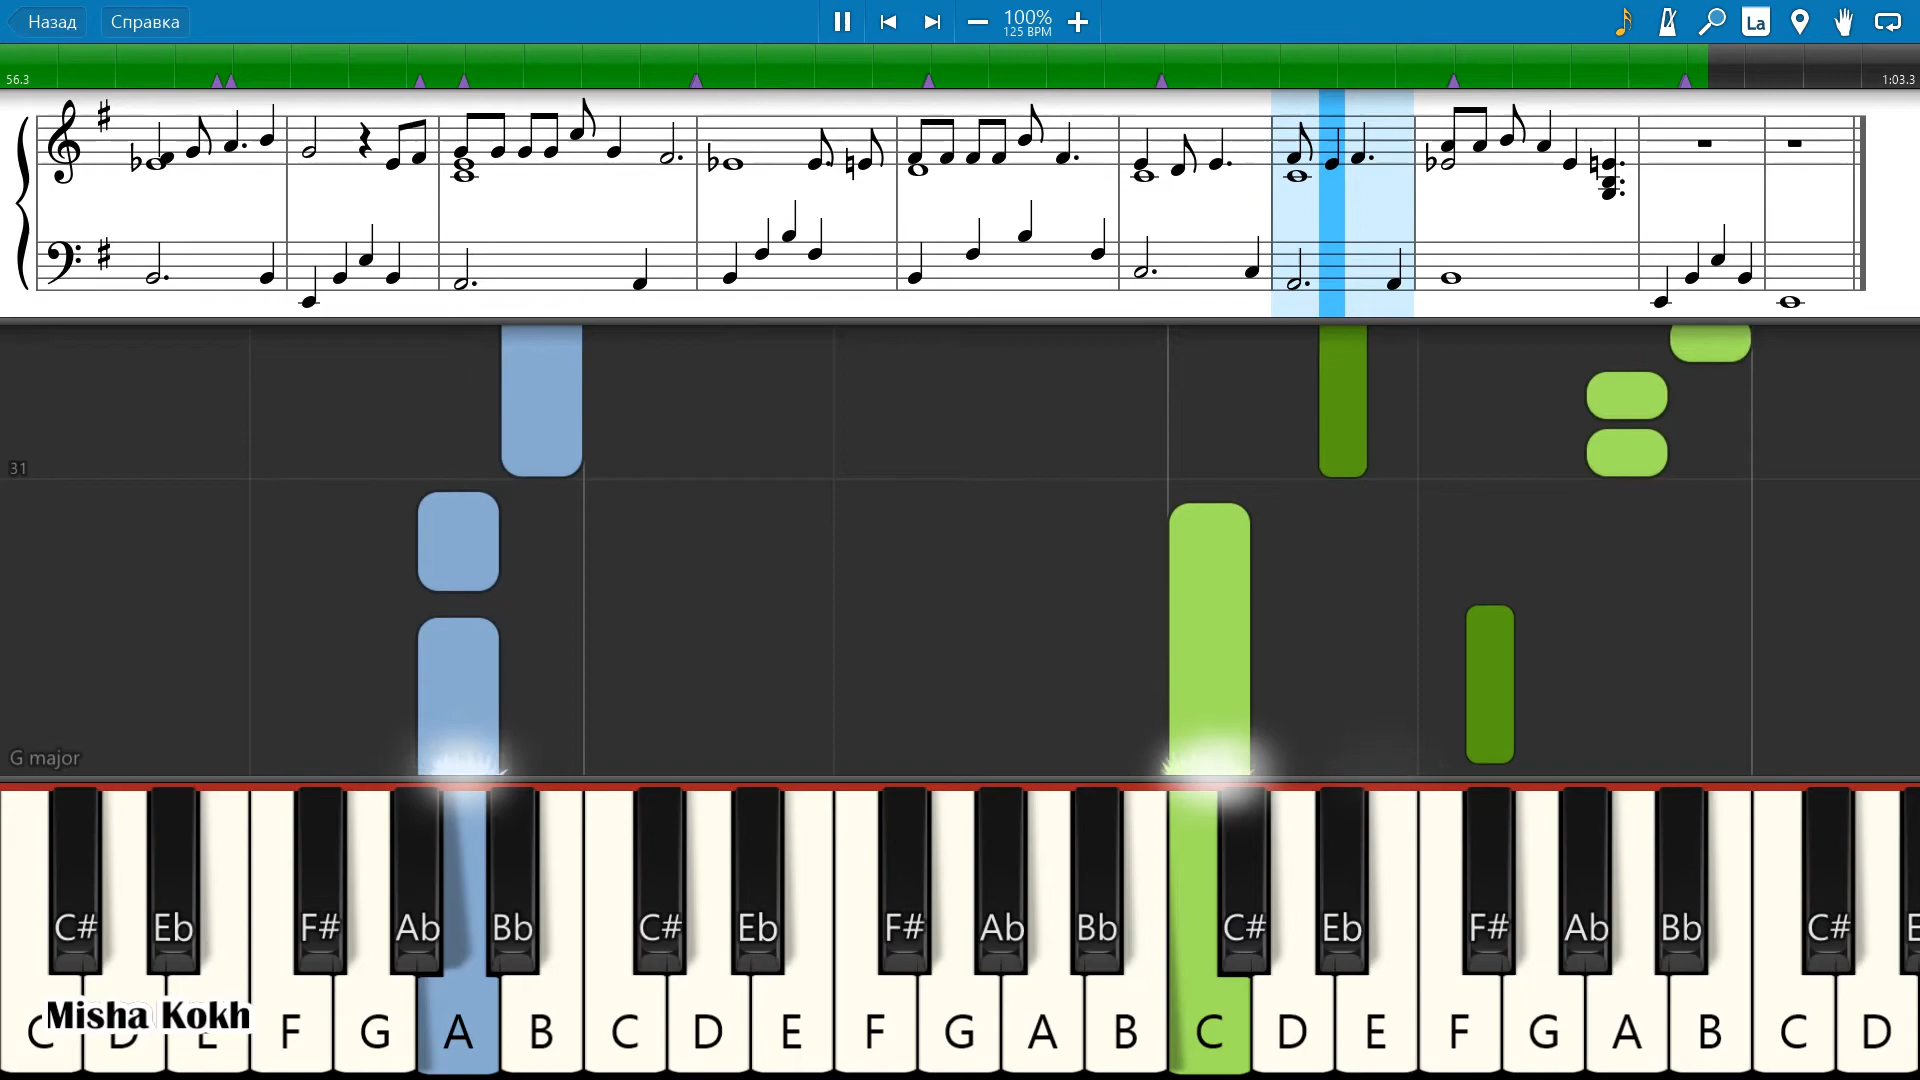 Назад Справка 100% La
125 BPM
56.3 1:03.3
31
G major
C# Eb F# Ab Bb C# Eb F# Ab Bb C# Eb F# Ab Bb C# E
Misha Kokh
C D E F G A B C D E F G A B C D E F G A B C D